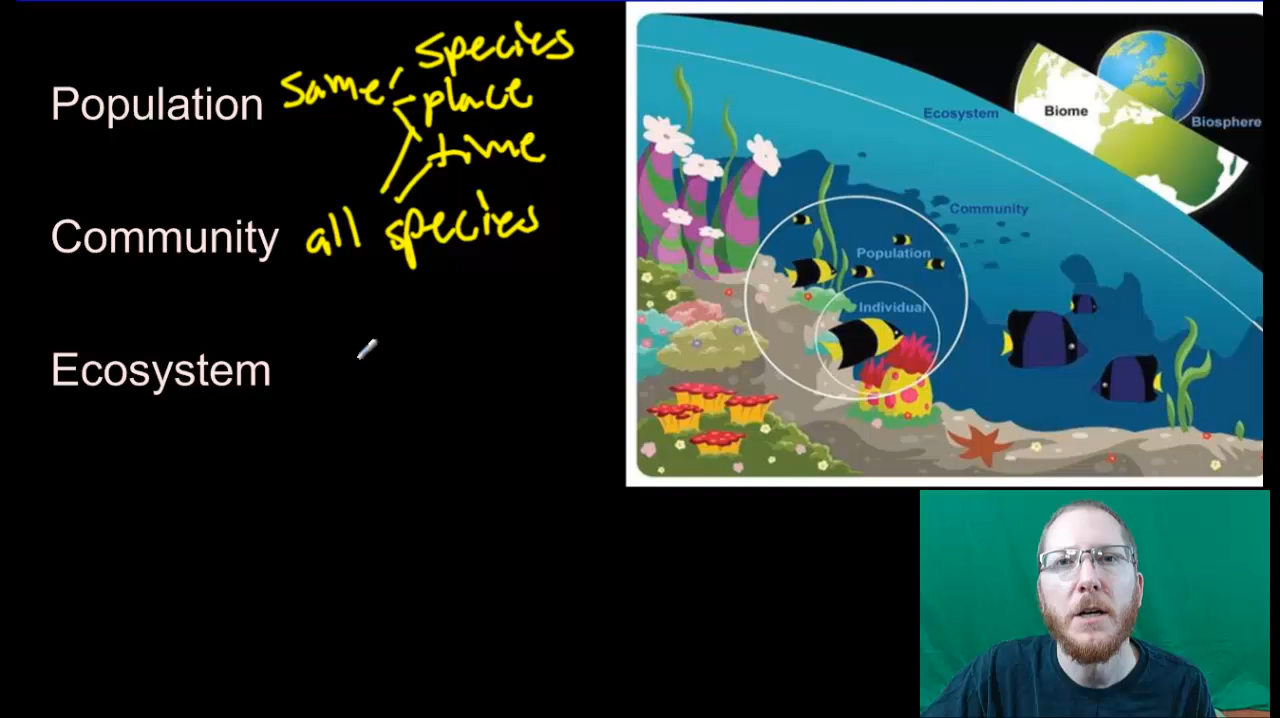 species
Population same place
time
Community all species
Ecosystem
Ecosystem
Biome
Biosphere
Community
Population
Individual